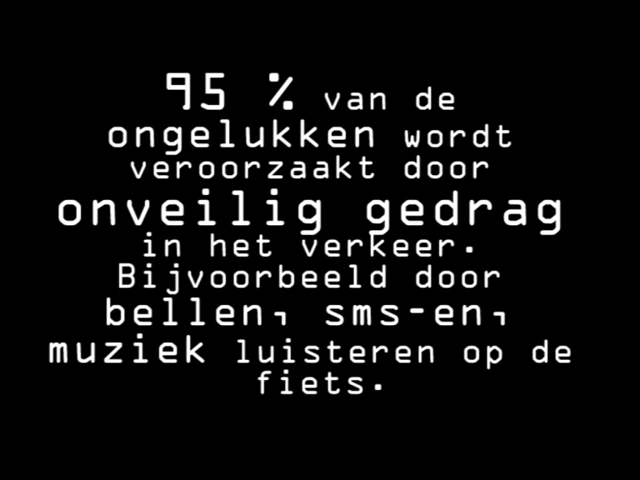 95 % van de
ongelukken wordt
veroorzaakt door
onveilig gedrag
in het verkeer.
Bijvoorbeeld door
bellen, sms-en,
muziek luisteren op de
fiets.